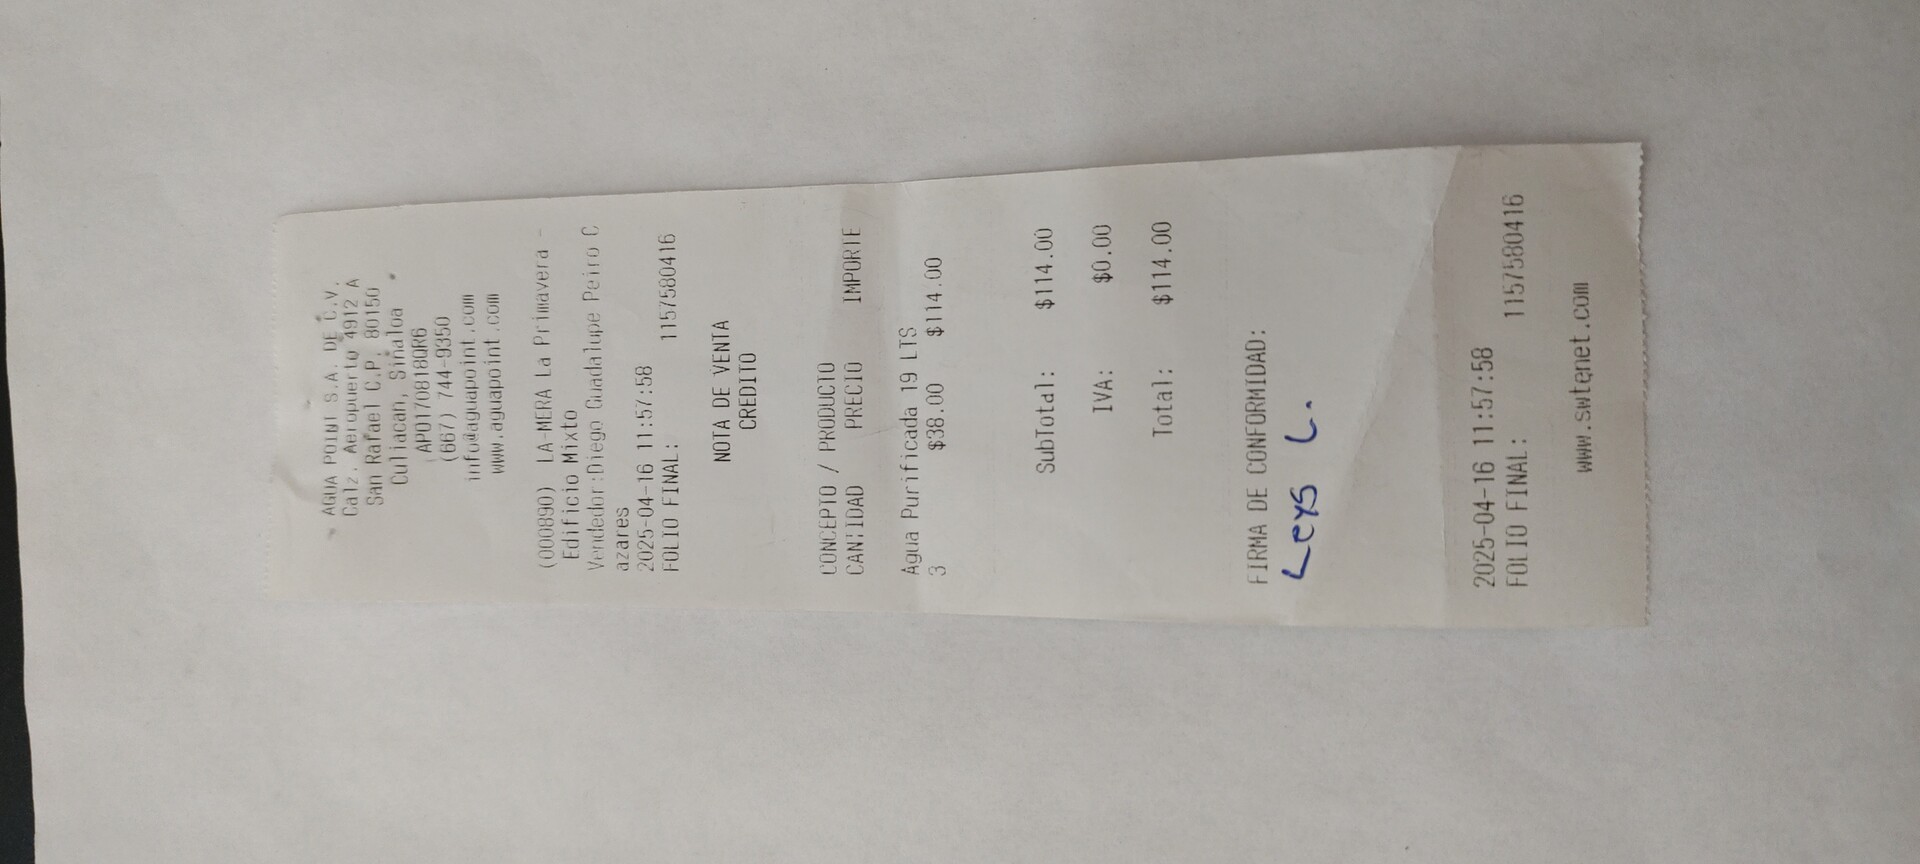 AGUA POINT S.A. DE C.V.
Calz. Aeropuerto 4912 A
San Rafael C.P. 80150
Culiacan, Sinaloa
APO170818QR6
(667) 744-9350
info@aguapoint.com
www.aguapoint.com
(000890) LA-MERA La Primavera -
Edificio Mixto
Vendedor:Diego Guadalupe Peiro C
azares
2025-04-16 11:57:58
FOLIO FINAL: 1157580416
NOTA DE VENTA
CREDITO
CONCEPTO / PRODUCTO
CANTIDAD PRECIO IMPORTE
Agua Purificada 19 LTS
3 $38.00 $114.00
SubTotal: $114.00
IVA: $0.00
Total: $114.00
FIRMA DE CONFORMIDAD:
Leys L.
2025-04-16 11:57:58
FOLIO FINAL: 1157580416
www.swtenet.com